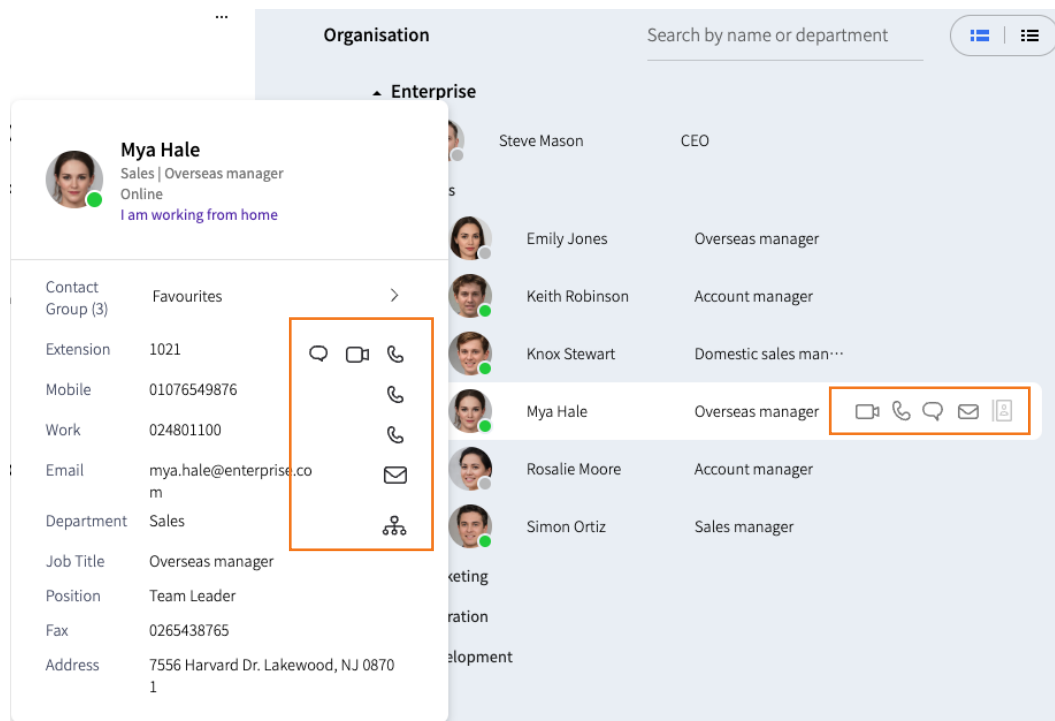 ...
Organisation
Search by name or department
Enterprise
Steve Mason CEO
s
Emily Jones Overseas manager
Keith Robinson Account manager
Knox Stewart Domestic sales man···
Mya Hale Overseas manager
Rosalie Moore Account manager
Simon Ortiz Sales manager
keting
ration
elopment
Mya Hale
Sales | Overseas manager
Online
I am working from home
Contact
Group (3)
Favourites
Extension 1021
Mobile 01076549876
Work 024801100
Email mya.hale@enterprise.co
m
Department Sales
Job Title Overseas manager
Position Team Leader
Fax 0265438765
Address 7556 Harvard Dr. Lakewood, NJ 0870
1